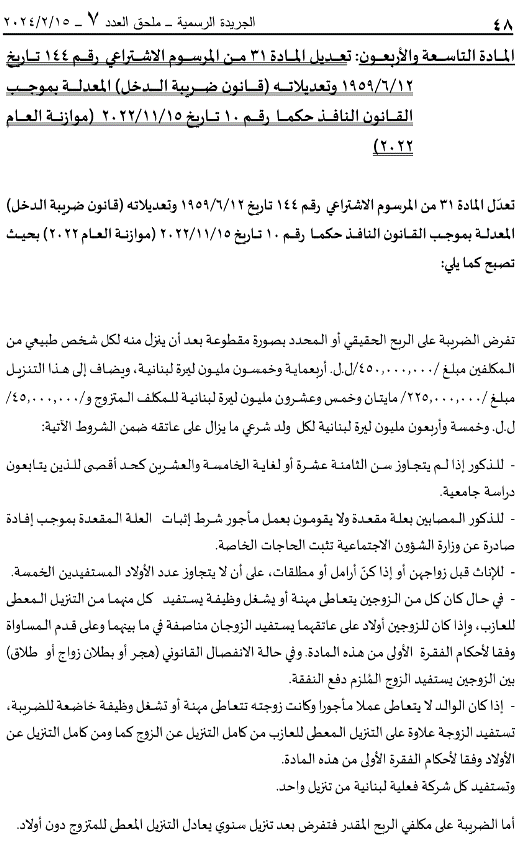 ٤٨
الجريدة الرسمية – ملحق العدد ٧ – ٢٠٢٤/٢/١٥
المادة التاسعة والأربعون: تعديل المادة ٣١ من المرسوم الاشتراعي رقم ١٤٤ تاريخ
١٩٥٩/٦/١٢ وتعديلاته (قانون ضريبة الدخل) المعدلة بموجب
القانون النافذ حكما رقم ١٠ تاريخ ٢٠٢٢/١١/١٥ (موازنة العام
٢٠٢٢)
تعدّل المادة ٣١ من المرسوم الاشتراعي رقم ١٤٤ تاريخ ١٩٥٩/٦/١٢ وتعديلاته (قانون ضريبة الدخل)
المعدلة بموجب القانون النافذ حكما رقم ١٠ تاريخ ٢٠٢٢/١١/١٥ (موازنة العام ٢٠٢٢) بحيث
تصبح كما يلي:
تفرض الضريبة على الربح الحقيقي أو المحدد بصورة مقطوعة بعد أن ينزل منه لكل شخص طبيعي من
المكلفين مبلغ /٤٥٠,٠٠٠,٠٠٠/ل.ل. أربعماية وخمسون مليون ليرة لبنانية، ويضاف إلى هذا التنزيل
مبلغ /٢٢٥,٠٠٠,٠٠٠/ مايتان وخمس وعشرون مليون ليرة لبنانية للمكلف المتزوج و/٤٥,٠٠٠,٠٠٠/
ل.ل. وخمسة وأربعون مليون ليرة لبنانية لكل ولد شرعي ما يزال على عاتقه ضمن الشروط الآتية:
- للذكور إذا لم يتجاوز سن الثامنة عشرة أو لغاية الخامسة والعشرين كحد أقصى للذين يتابعون
دراسة جامعية.
- للذكور المصابين بعلة مقعدة ولا يقومون بعمل مأجور شرط إثبات العلة المقعدة بموجب إفادة
صادرة عن وزارة الشؤون الاجتماعية تثبت الحاجات الخاصة.
- للإناث قبل زواجهن أو إذا كنّ أرامل أو مطلقات، على أن لا يتجاوز عدد الأولاد المستفيدين الخمسة.
- في حال كان كل من الزوجين يتعاطى مهنة أو يشغل وظيفة يستفيد كل منهما من التنزيل المعطى
للعازب، وإذا كان للزوجين أولاد على عاتقهما يستفيد الزوجان مناصفة في ما بينهما وعلى قدم المساواة
وفقا لأحكام الفقرة الأولى من هذه المادة. وفي حالة الانفصال القانوني (هجر أو بطلان زواج أو طلاق)
بين الزوجين يستفيد الزوج المُلزم دفع النفقة.
- إذا كان الوالد لا يتعاطى عملا مأجورا وكانت زوجته تتعاطى مهنة أو تشغل وظيفة خاضعة للضريبة،
تستفيد الزوجة علاوة على التنزيل المعطى للعازب من كامل التنزيل عن الزوج كما ومن كامل التنزيل عن
الأولاد وفقا لأحكام الفقرة الأولى من هذه المادة.
وتستفيد كل شركة فعلية لبنانية من تنزيل واحد.
أما الضريبة على مكلفي الربح المقدر فتفرض بعد تنزيل سنوي يعادل التنزيل المعطى للمتزوج دون أولاد.